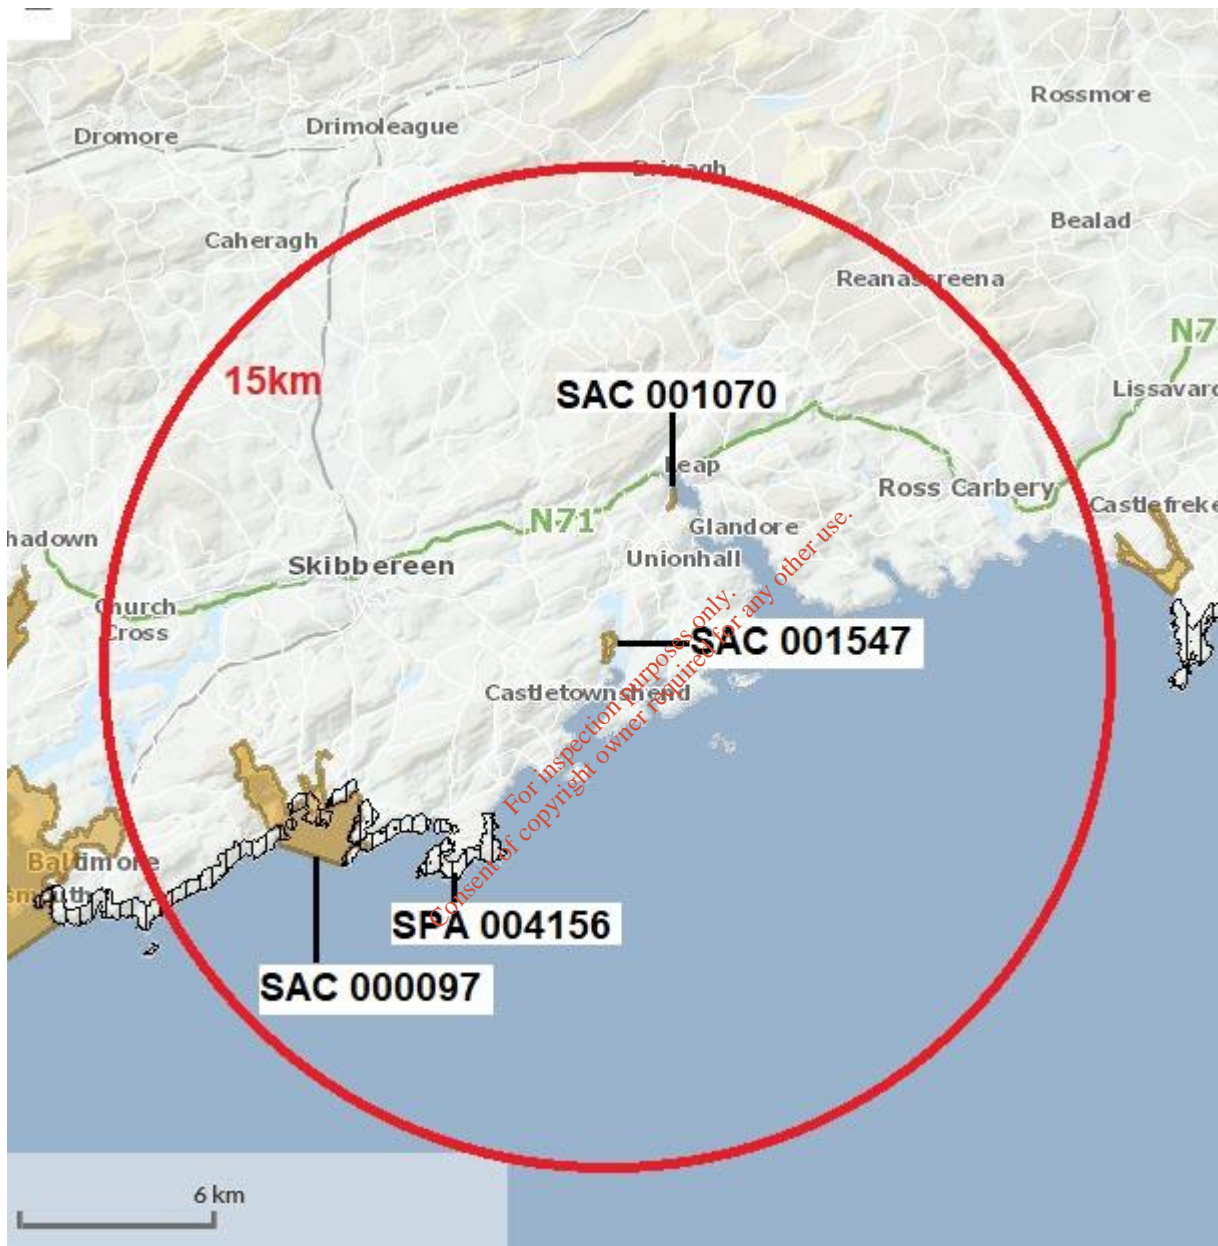 Rossmore
Drimoleague
Dromore
Drinagh
Bealad
Caheragh
Reanascreena
N7
15km
SAC 001070
Lissavard
Leap
Ross Carbery
Castlefreke
N71
Glandore
hadown
Unionhall
Skibbereen
Church
Cross
SAC 001547
Castletownshend
For inspection purposes only.
Consent of copyright owner required for any other use.
Baltimore
SPA 004156
SAC 000097
6 km